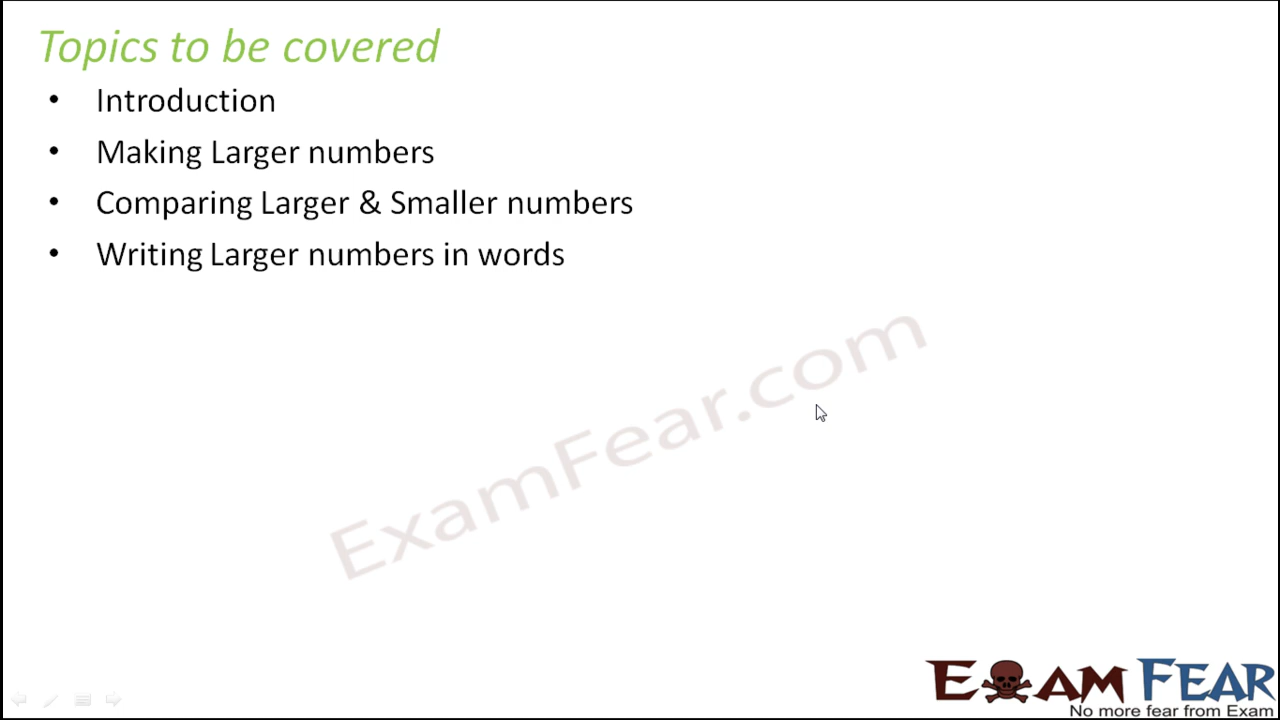 Topics to be covered
• Introduction
• Making Larger numbers
• Comparing Larger & Smaller numbers
• Writing Larger numbers in words
ExamFear.com
EXAM FEAR
No more fear from Exam